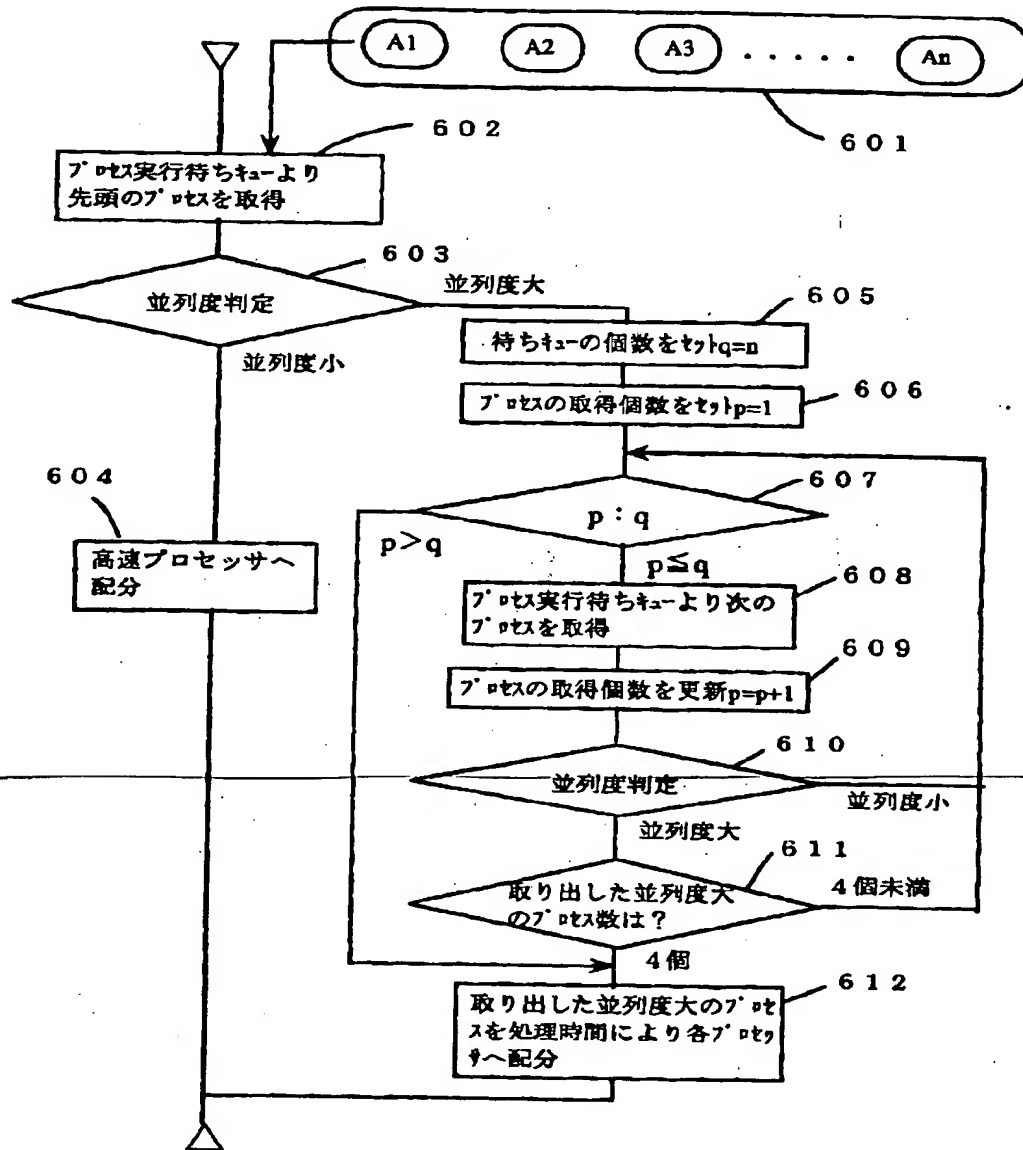 A1 A2 A3 ····· An
601
602
プロセス実行待ちキューより
先頭のプロセスを取得
603
並列度判定
並列度大
並列度小
605
待ちキューの個数をセットq=n
606
プロセスの取得個数をセットp=1
604
高速プロセッサへ
配分
607
p：q
p＞q
p≦q
608
プロセス実行待ちキューより次の
プロセスを取得
609
プロセスの取得個数を更新p=p+1
610
並列度判定
並列度小
並列度大
611
取り出した並列度大
のプロセス数は？
4個未満
4個
612
取り出した並列度大のプロセ
スを処理時間により各プロセッ
サへ配分